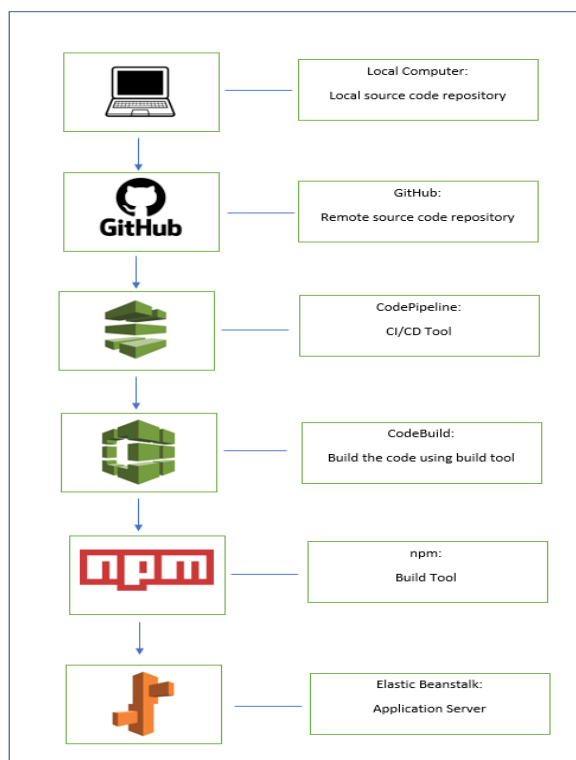 Local Computer:
Local source code repository
GitHub
GitHub:
Remote source code repository
CodePipeline:
CI/CD Tool
CodeBuild:
Build the code using build tool
npm
npm:
Build Tool
Elastic Beanstalk:
Application Server